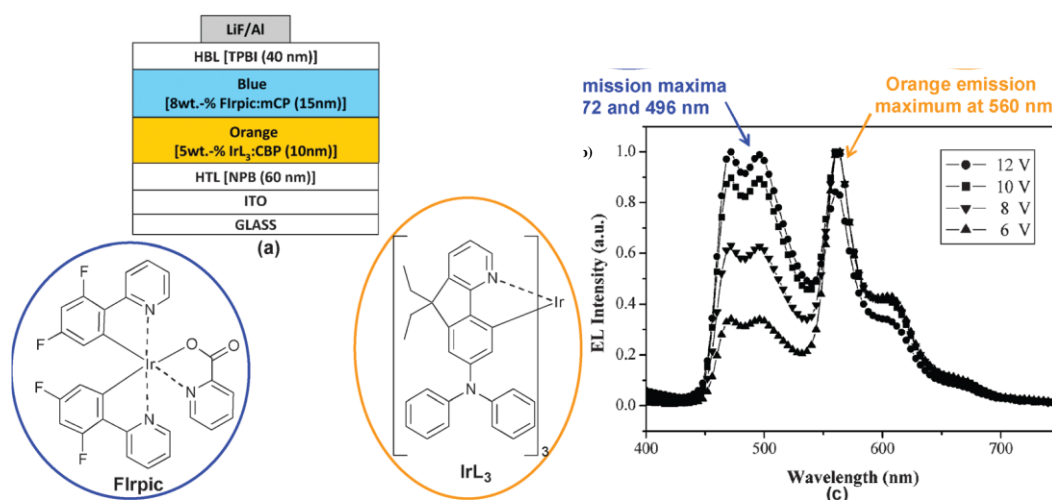 LiF/Al
HBL [TPBI (40 nm)]
Blue
[8wt.-% FIrpic:mCP (15nm)]
Orange
[5wt.-% IrL3:CBP (10nm)]
HTL [NPB (60 nm)]
ITO
GLASS
(a)
F
F
N
Ir
O
O
N
F
N
F
FIrpic
N
Ir
N
3
IrL3
mission maxima
72 and 496 nm
Orange emission
maximum at 560 nm
)
1.0
0.8
0.6
0.4
0.2
0.0
EL Intensity (a.u.)
12 V
10 V
8 V
6 V
400
500
600
700
Wavelength (nm)
(c)